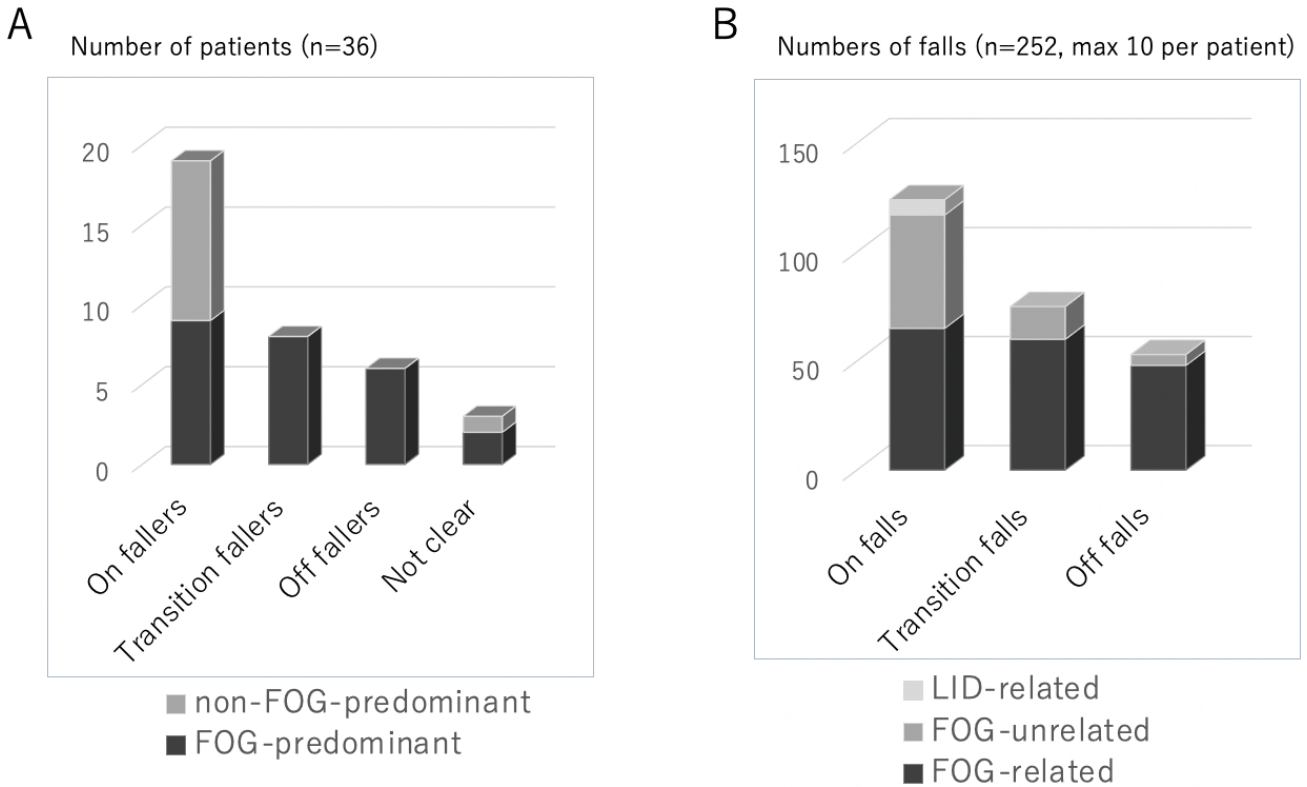 A
Number of patients (n=36)
20
15
10
5
0
On fallers
Transition fallers
Off fallers
Not clear
non-FOG-predominant
FOG-predominant
B
Numbers of falls (n=252, max 10 per patient)
150
100
50
0
On falls
Transition falls
Off falls
LID-related
FOG-unrelated
FOG-related